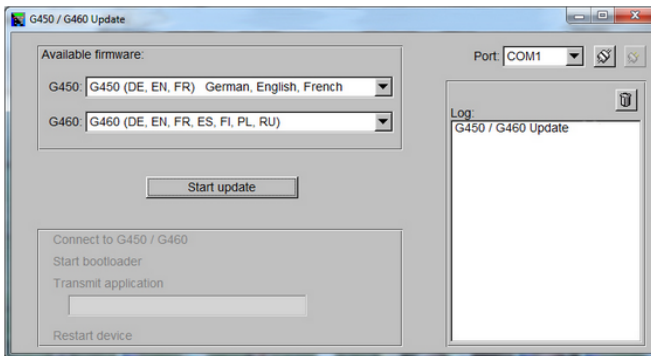 G450 / G460 Update
Available firmware:
G450: G450 (DE, EN, FR) German, English, French
G460: G460 (DE, EN, FR, ES, FI, PL, RU)
Start update
Connect to G450 / G460
Start bootloader
Transmit application
Restart device
Port: COM1
Log:
G450 / G460 Update